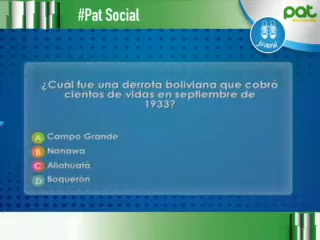 #Pat Social
pat
Juvenil
¿Cuál fue una derrota boliviana que cobró
cientos de vidas en septiembre de
1933?
A Campo Grande
B Nanawa
C Alihuatá
D Boquerón